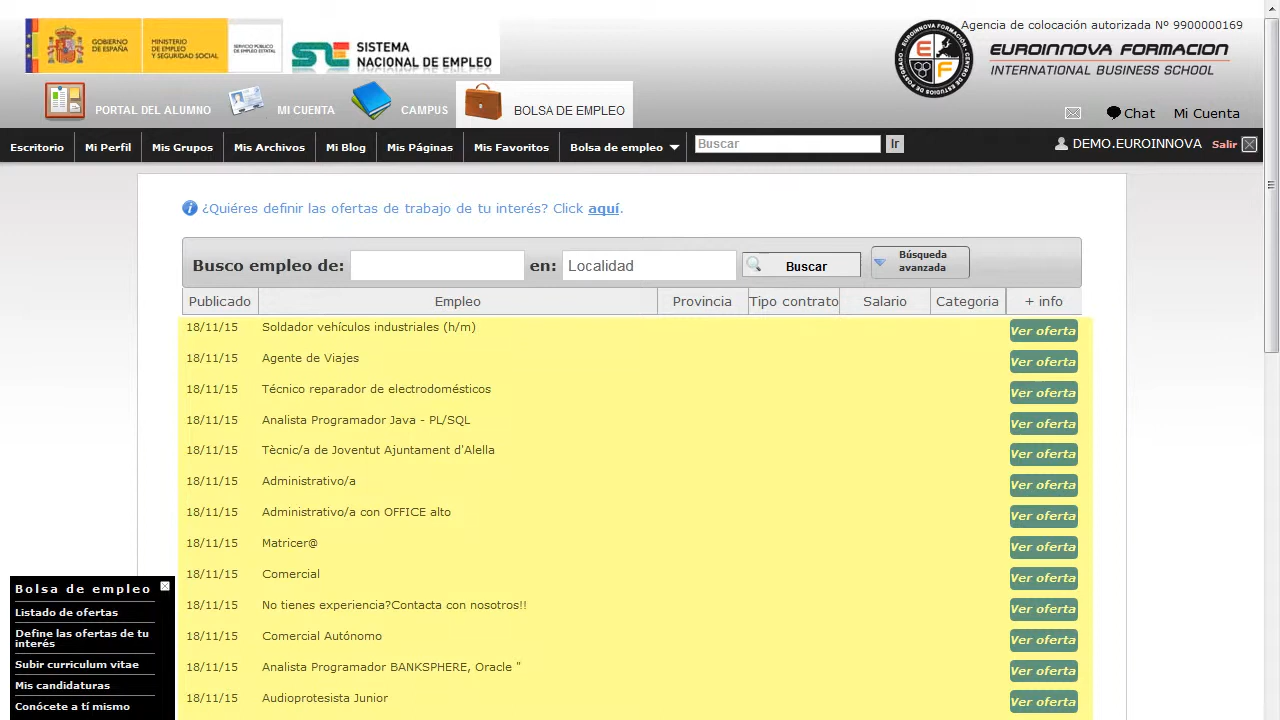 GOBIERNO DE ESPAÑA
MINISTERIO DE EMPLEO Y SEGURIDAD SOCIAL
SERVICIO PÚBLICO DE EMPLEO ESTATAL
SISTEMA NACIONAL DE EMPLEO
Agencia de colocación autorizada Nº 9900000169
EUROINNOVA FORMACION
INTERNATIONAL BUSINESS SCHOOL
PORTAL DEL ALUMNO MI CUENTA CAMPUS BOLSA DE EMPLEO
Chat Mi Cuenta
Escritorio Mi Perfil Mis Grupos Mis Archivos Mi Blog Mis Páginas Mis Favoritos Bolsa de empleo Buscar Ir DEMO.EUROINNOVA Salir
¿Quiéres definir las ofertas de trabajo de tu interés? Click aquí.
Busco empleo de: en: Localidad Buscar Búsqueda avanzada
Publicado Empleo Provincia Tipo contrato Salario Categoria + info
18/11/15 Soldador vehículos industriales (h/m) Ver oferta
18/11/15 Agente de Viajes Ver oferta
18/11/15 Técnico reparador de electrodomésticos Ver oferta
18/11/15 Analista Programador Java - PL/SQL Ver oferta
18/11/15 Tècnic/a de Joventut Ajuntament d'Alella Ver oferta
18/11/15 Administrativo/a Ver oferta
18/11/15 Administrativo/a con OFFICE alto Ver oferta
18/11/15 Matricer@ Ver oferta
18/11/15 Comercial Ver oferta
18/11/15 No tienes experiencia?Contacta con nosotros!! Ver oferta
18/11/15 Comercial Autónomo Ver oferta
18/11/15 Analista Programador BANKSPHERE, Oracle " Ver oferta
18/11/15 Audioprotesista Junior Ver oferta
Bolsa de empleo
Listado de ofertas
Define las ofertas de tu
interés
Subir curriculum vitae
Mis candidaturas
Conócete a tí mismo